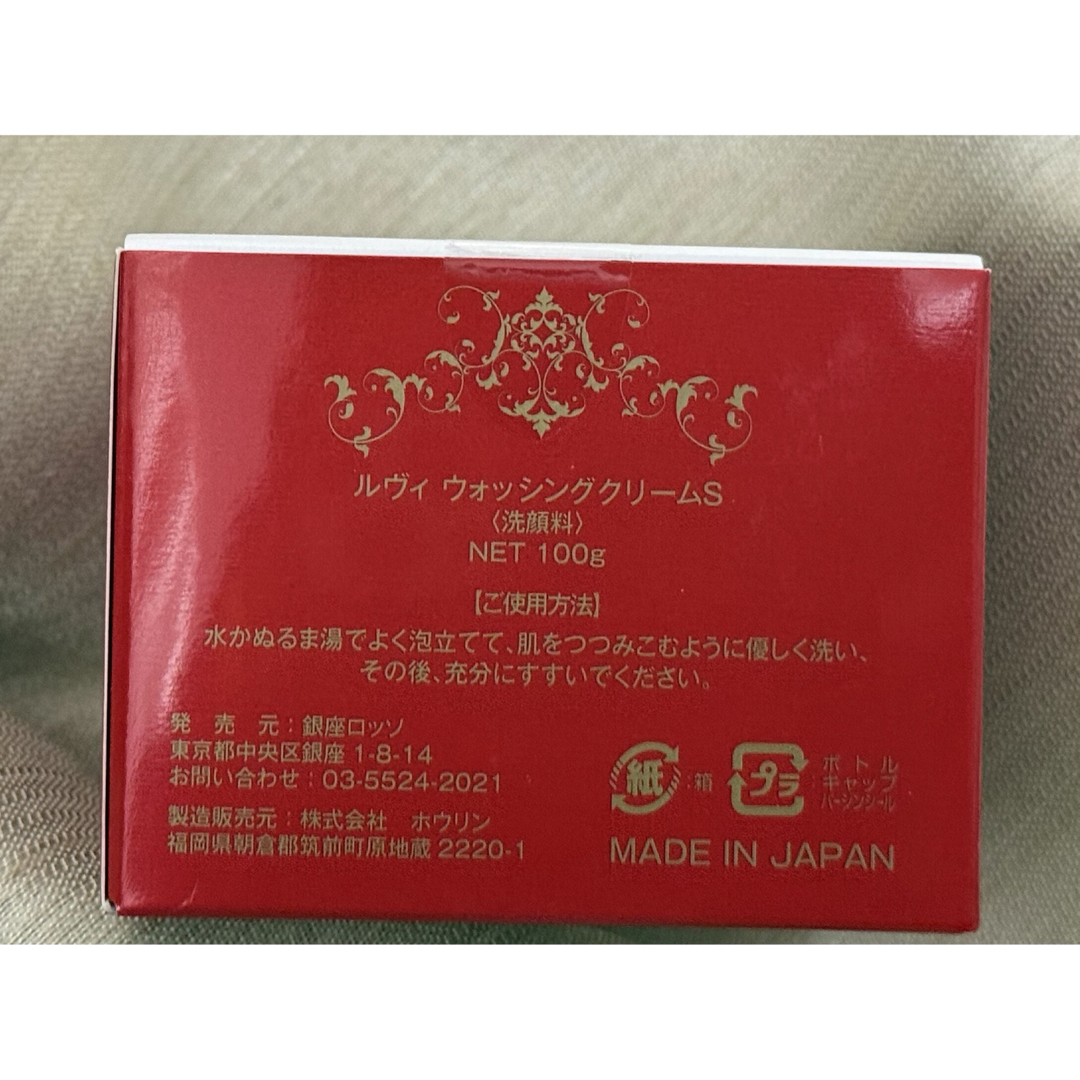 ルヴィ ウォッシングクリームS
〈洗顔料〉
NET 100g
【ご使用方法】
水かぬるま湯でよく泡立てて、肌をつつみこむように優しく洗い、
その後、充分にすすいでください。
発売元：銀座ロッソ
東京都中央区銀座 1-8-14
お問い合わせ：03-5524-2021
製造販売元：株式会社 ホウリン
福岡県朝倉郡筑前町原地蔵 2220-1
紙：箱
プラ
ボトル
キャップ
バージンシール
MADE IN JAPAN